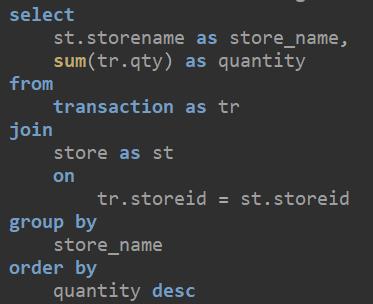 select
    st.storename as store_name,
    sum(tr.qty) as quantity
from
    transaction as tr
join
    store as st
    on
        tr.storeid = st.storeid
group by
    store_name
order by
    quantity desc